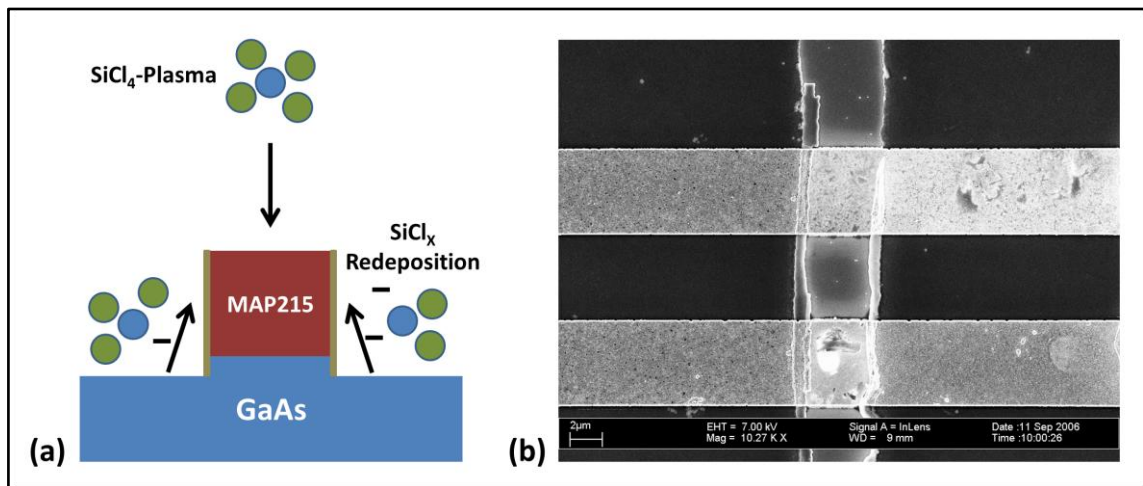 SiCl₄-Plasma
SiClₓ
Redeposition
MAP215
GaAs
(a)
(b)
2µm
EHT = 7.00 kV
Mag = 10.27 K X
Signal A = InLens
WD = 9 mm
Date :11 Sep 2006
Time :10:00:26